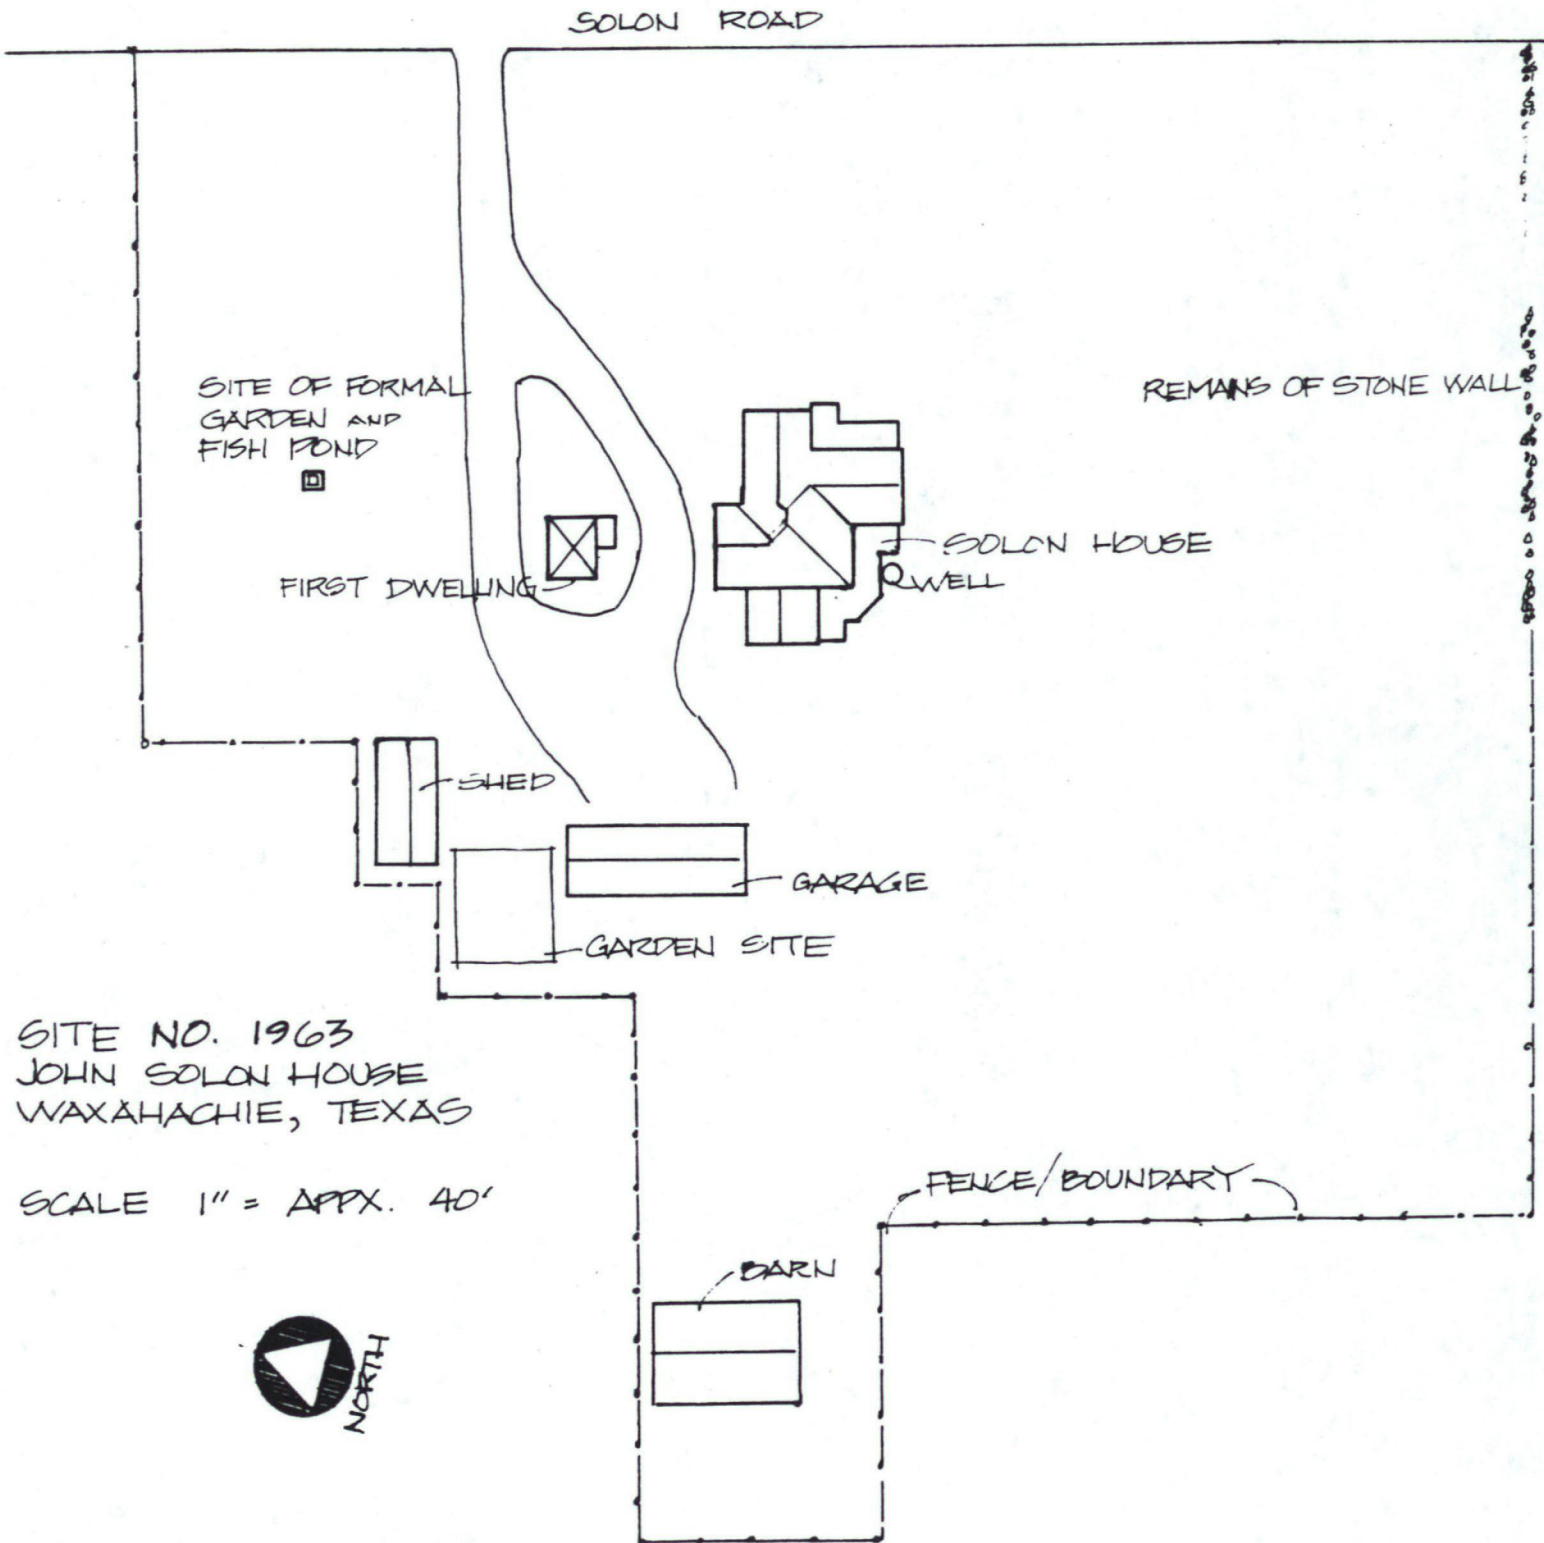 SOLON ROAD
SITE OF FORMAL
GARDEN AND
FISH POND
REMANS OF STONE WALL
SOLON HOUSE
WELL
FIRST DWELLING
SHED
GARAGE
GARDEN SITE
SITE NO. 1963
JOHN SOLON HOUSE
WAXAHACHIE, TEXAS
SCALE 1" = APPX. 40'
FENCE/BOUNDARY
BARN
NORTH